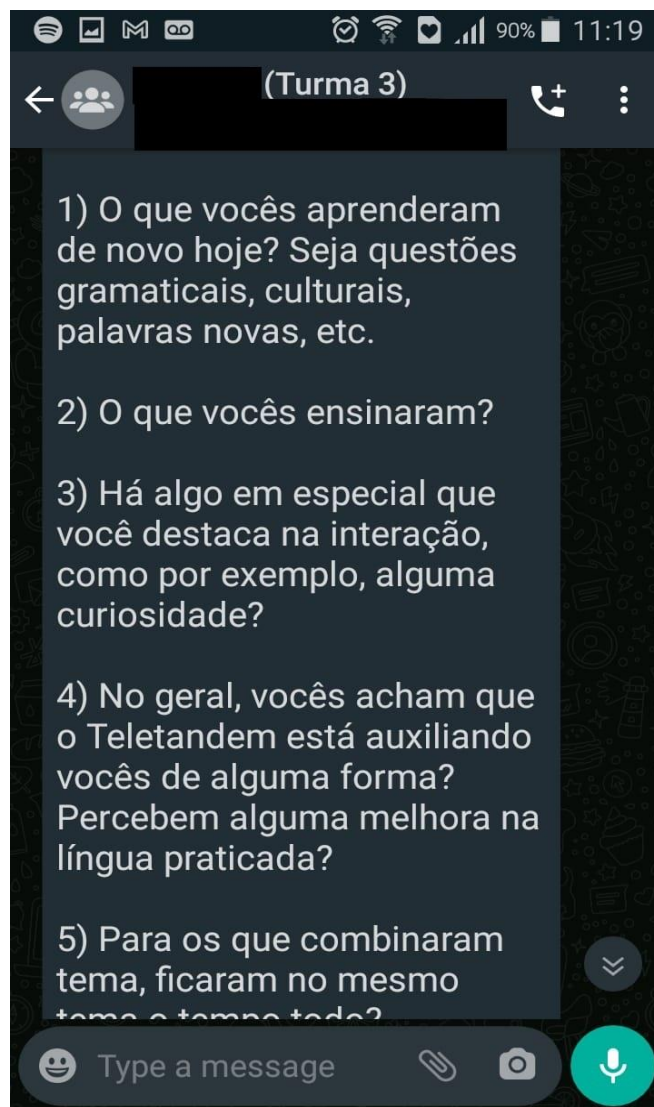 90% 11:19
(Turma 3)
1) O que vocês aprenderam
de novo hoje? Seja questões
gramaticais, culturais,
palavras novas, etc.
2) O que vocês ensinaram?
3) Há algo em especial que
você destaca na interação,
como por exemplo, alguma
curiosidade?
4) No geral, vocês acham que
o Teletandem está auxiliando
vocês de alguma forma?
Percebem alguma melhora na
língua praticada?
5) Para os que combinaram
tema, ficaram no mesmo
tema o tempo todo?
Type a message